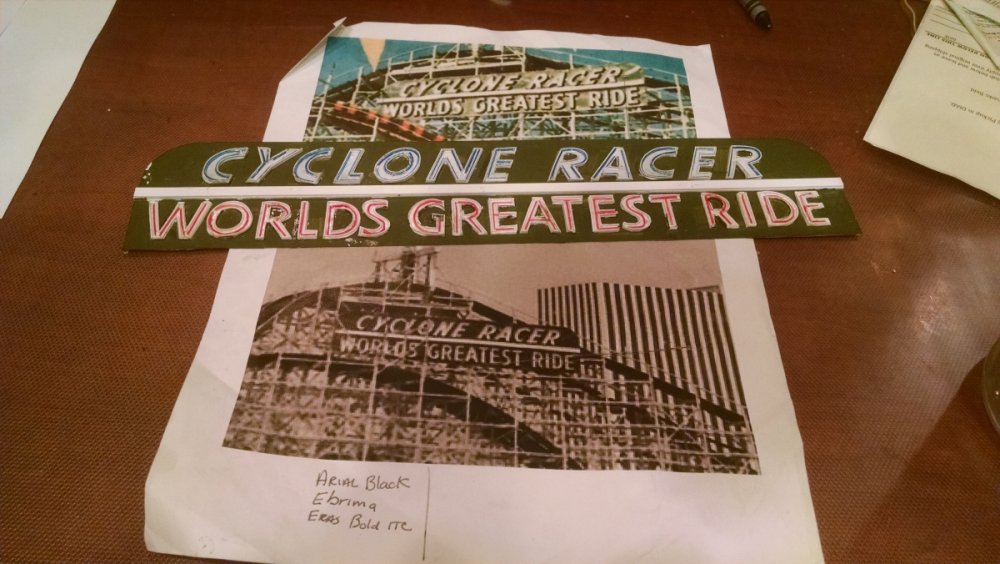 CYCLONE RACER
WORLDS GREATEST RIDE
CYCLONE RACER
WORLDS GREATEST RIDE
CYCLONE RACER
WORLDS GREATEST RIDE
Arial Black
Ebrima
Eras Bold ITC